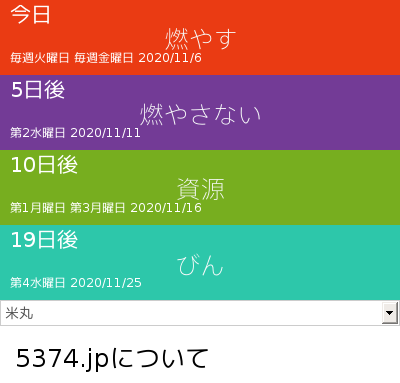 今日
燃やす
毎週火曜日 毎週金曜日 2020/11/6
5日後
燃やさない
第2水曜日 2020/11/11
10日後
資源
第1月曜日 第3月曜日 2020/11/16
19日後
びん
第4水曜日 2020/11/25
米丸
5374.jpについて